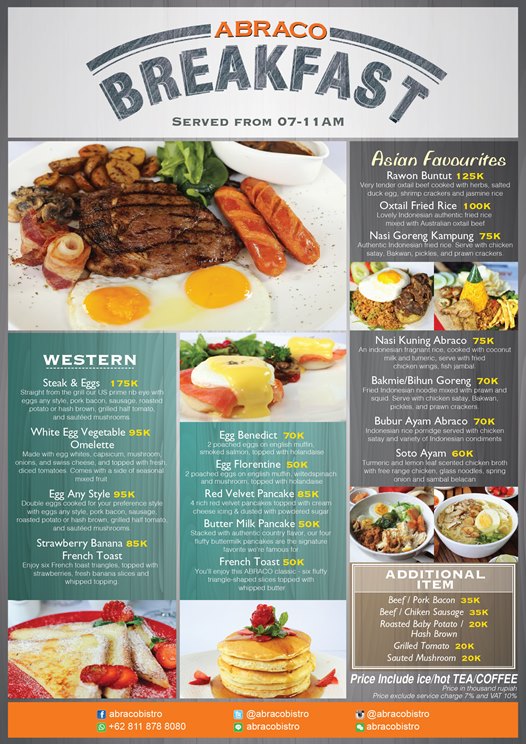 ABRACO
BREAKFAST
SERVED FROM 07-11AM
Asian Favourites
Rawon Buntut 125K
Very tender oxtail beef cooked with herbs, salted
duck egg, shrimp crackers and jasmine rice
Oxtail Fried Rice 100K
Lovely Indonesian authentic fried rice
mixed with Australian oxtail beef
Nasi Goreng Kampung 75K
Authentic Indonesian fried rice. Serve with chicken
satay, Bakwan, pickles, and prawn crackers
Nasi Kuning Abraco 75K
An indonesian fragnant rice, cooked with coconut
milk and tumeric, serve with fried
chicken wings, fish jambal
Bakmie/Bihun Goreng 70K
Fried Indonesian noodle mixed with prawn and
squid. Serve with chicken satay, Bakwan,
pickles, and prawn crackers
Bubur Ayam Abraco 70K
Indonesian rice porridge served with chicken
satay and variety of Indonesian condiments
Soto Ayam 60K
Turmeric and lemon leaf scented chicken broth
with free range chicken, glass noodles, spring
onion and sambal belacan
WESTERN
Steak & Eggs 175K
Straight from the grill our US prime rib eye with
eggs any style, pork bacon, sausage, roasted
potato or hash brown, grilled half tomato,
and sautéed mushrooms
White Egg Vegetable 95K
Omelette
Made with egg whites, capsicum, mushroom,
onions, and swiss cheese, and topped with fresh,
diced tomatoes. Comes with a side of seasonal
mixed fruit
Egg Any Style 95K
Double eggs cooked for your preference style
with egg any style, pork bacon, sausage,
roasted potato or hash brown, grilled half tomato,
and sautéed mushrooms
Strawberry Banana 85K
French Toast
Enjoy six French toast triangles, topped with
strawberries, fresh banana slices and
whipped topping.
Egg Benedict 70K
2 poached eggs on english muffin,
smoked salmon, topped with holandaise
Egg Florentine 50K
2 poached eggs on english muffin, wiltedspinach
and mushroom, topped with holandaise
Red Velvet Pancake 85K
4 rich red velvet pancakes topped with cream
cheese icing & dusted with powdered sugar
Butter Milk Pancake 50K
Stacked with authentic country flavor, our four
fluffy buttermilk pancakes are the signature
favorite we're famous for
French Toast 50K
You'll enjoy this ABRACO classic - six fluffy
triangle-shaped slices topped with
whipped butter
ADDITIONAL
ITEM
Beef / Pork Bacon 35K
Beef / Chiken Sausage 35K
Roasted Baby Potato / 20K
Hash Brown
Grilled Tomato 20K
Sauted Mushroom 20K
Price Include ice/hot TEA/COFFEE
Price in thousand rupiah
Price exclude service charge 7% and VAT 10%
abracobistro @abracobistro @abracobistro
+62 811 878 6080 abracobistro abracobistro